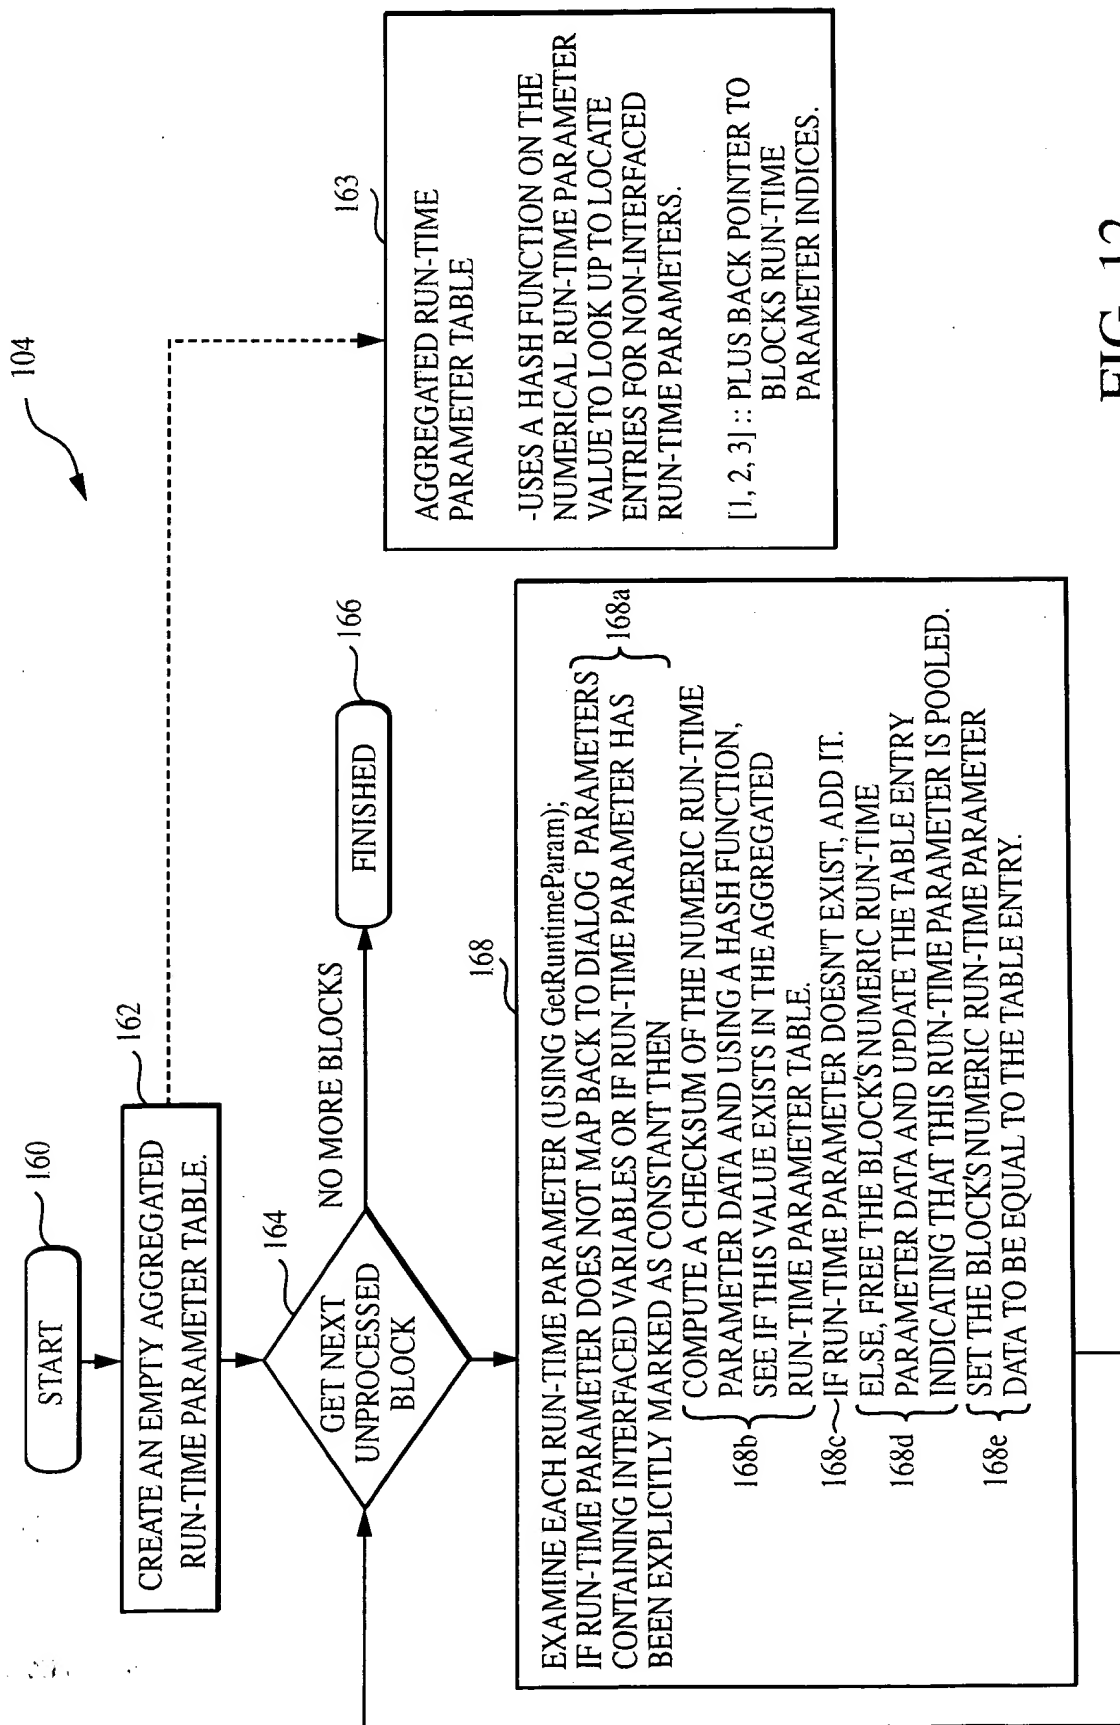 104
START
160
CREATE AN EMPTY AGGREGATED
RUN-TIME PARAMETER TABLE.
162
GET NEXT
UNPROCESSED
BLOCK
164
NO MORE BLOCKS
FINISHED
166
163
AGGREGATED RUN-TIME
PARAMETER TABLE
-USES A HASH FUNCTION ON THE
NUMERICAL RUN-TIME PARAMETER
VALUE TO LOOK UP TO LOCATE
ENTRIES FOR NON-INTERFACED
RUN-TIME PARAMETERS.
[1, 2, 3] :: PLUS BACK POINTER TO
BLOCKS RUN-TIME
PARAMETER INDICES.
168
EXAMINE EACH RUN-TIME PARAMETER (USING GetRuntimeParam);
IF RUN-TIME PARAMETER DOES NOT MAP BACK TO DIALOG PARAMETERS
CONTAINING INTERFACED VARIABLES OR IF RUN-TIME PARAMETER HAS
BEEN EXPLICITLY MARKED AS CONSTANT THEN
168a
COMPUTE A CHECKSUM OF THE NUMERIC RUN-TIME
PARAMETER DATA AND USING A HASH FUNCTION,
SEE IF THIS VALUE EXISTS IN THE AGGREGATED
RUN-TIME PARAMETER TABLE.
168b
168c IF RUN-TIME PARAMETER DOESN'T EXIST, ADD IT.
ELSE, FREE THE BLOCK'S NUMERIC RUN-TIME
PARAMETER DATA AND UPDATE THE TABLE ENTRY
INDICATING THAT THIS RUN-TIME PARAMETER IS POOLED.
168d
SET THE BLOCK'S NUMERIC RUN-TIME PARAMETER
DATA TO BE EQUAL TO THE TABLE ENTRY.
168e
FIG. 12